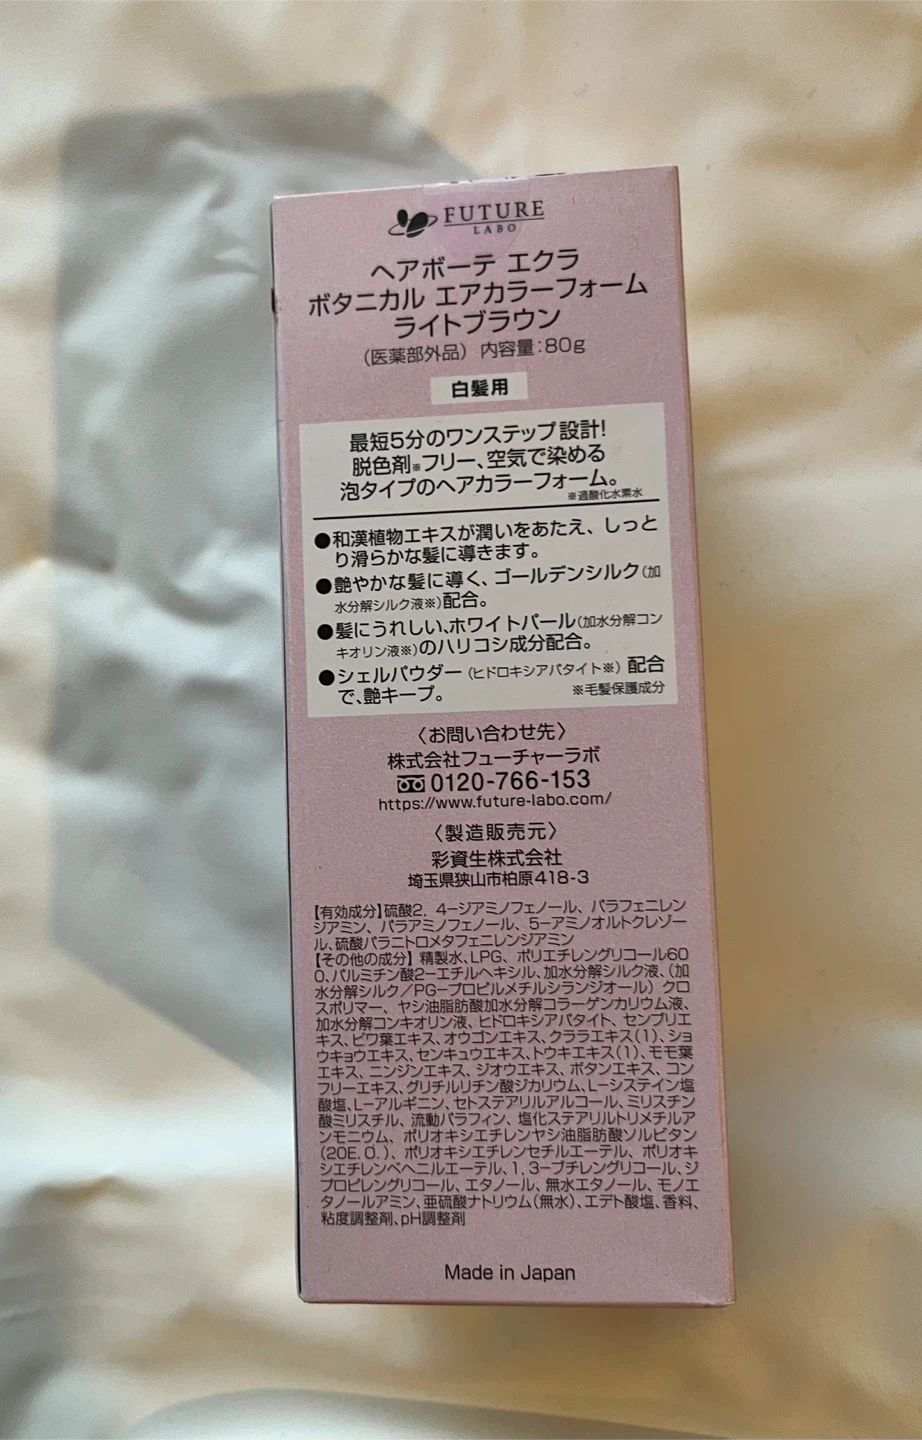 FUTURE
LABO
ヘアボーテ エクラ
ボタニカル エアカラーフォーム
ライトブラウン
(医薬部外品) 内容量:80g
白髪用
最短5分のワンステップ設計!
脱色剤※フリー、空気で染める
泡タイプのヘアカラーフォーム。
※過酸化水素水
●和漢植物エキスが潤いをあたえ、しっと
り滑らかな髪に導きます。
●艶やかな髪に導く、ゴールデンシルク(加
水分解シルク液※)配合。
●髪にうれしい、ホワイトパール(加水分解コン
キオリン液※)のハリコシ成分配合。
●シェルパウダー(ヒドロキシアパタイト※)配合
で、艶キープ。 ※毛髪保護成分
〈お問い合わせ先〉
株式会社フューチャーラボ
0120-766-153
https://www.future-labo.com/
〈製造販売元〉
彩資生株式会社
埼玉県狭山市柏原418-3
【有効成分】硫酸2, 4-ジアミノフェノール、パラフェニレン
ジアミン、パラアミノフェノール、5-アミノオルトクレゾー
ル、硫酸パラニトロメタフェニレンジアミン
【その他の成分】精製水、LPG、ポリエチレングリコール60
0、パルミチン酸2-エチルヘキシル、加水分解シルク液、(加
水分解シルク/PG-プロピルメチルシランジオール)クロ
スポリマー、ヤシ油脂肪酸加水分解コラーゲンカリウム液、
加水分解コンキオリン液、ヒドロキシアパタイト、センブリエ
キス、ビワ葉エキス、オウゴンエキス、クララエキス(1)、ショ
ウキョウエキス、センキュウエキス、トウキエキス(1)、モモ葉
エキス、ニンジンエキス、ジオウエキス、ボタンエキス、コン
フリーエキス、グリチルリチン酸ジカリウム、L-システイン塩
酸塩、L-アルギニン、セトステアリルアルコール、ミリスチン
酸ミリスチル、流動パラフィン、塩化ステアリルトリメチルア
ンモニウム、ポリオキシエチレンヤシ油脂肪酸ソルビタン
(20E.O.)、ポリオキシエチレンセチルエーテル、ポリオキ
シエチレンベヘニルエーテル、1,3-ブチレングリコール、ジ
プロピレングリコール、エタノール、無水エタノール、モノエ
タノールアミン、亜硫酸ナトリウム(無水)、エデト酸塩、香料、
粘度調整剤、pH調整剤
Made in Japan